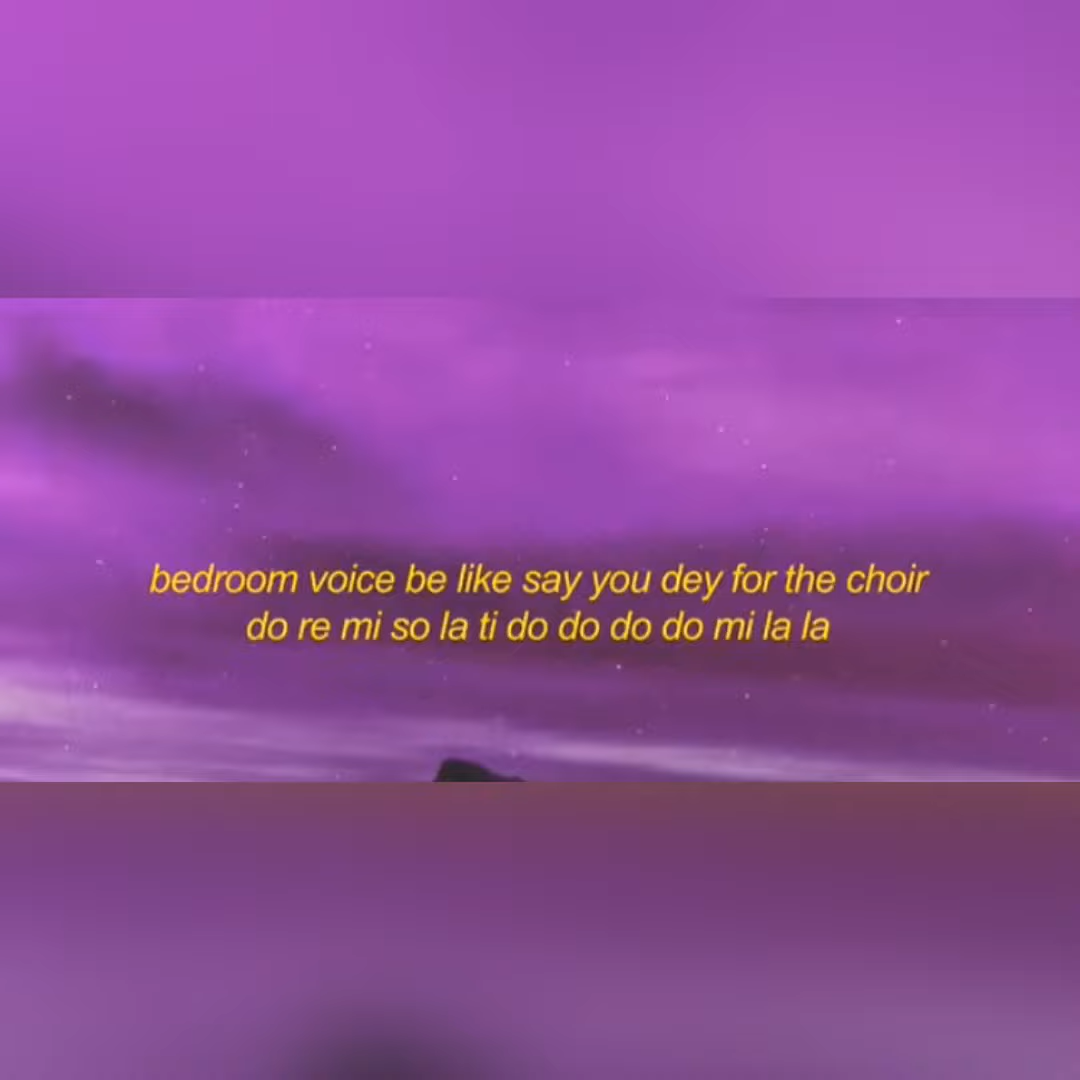 bedroom voice be like say you dey for the choir
do re mi so la ti do do do do mi la la